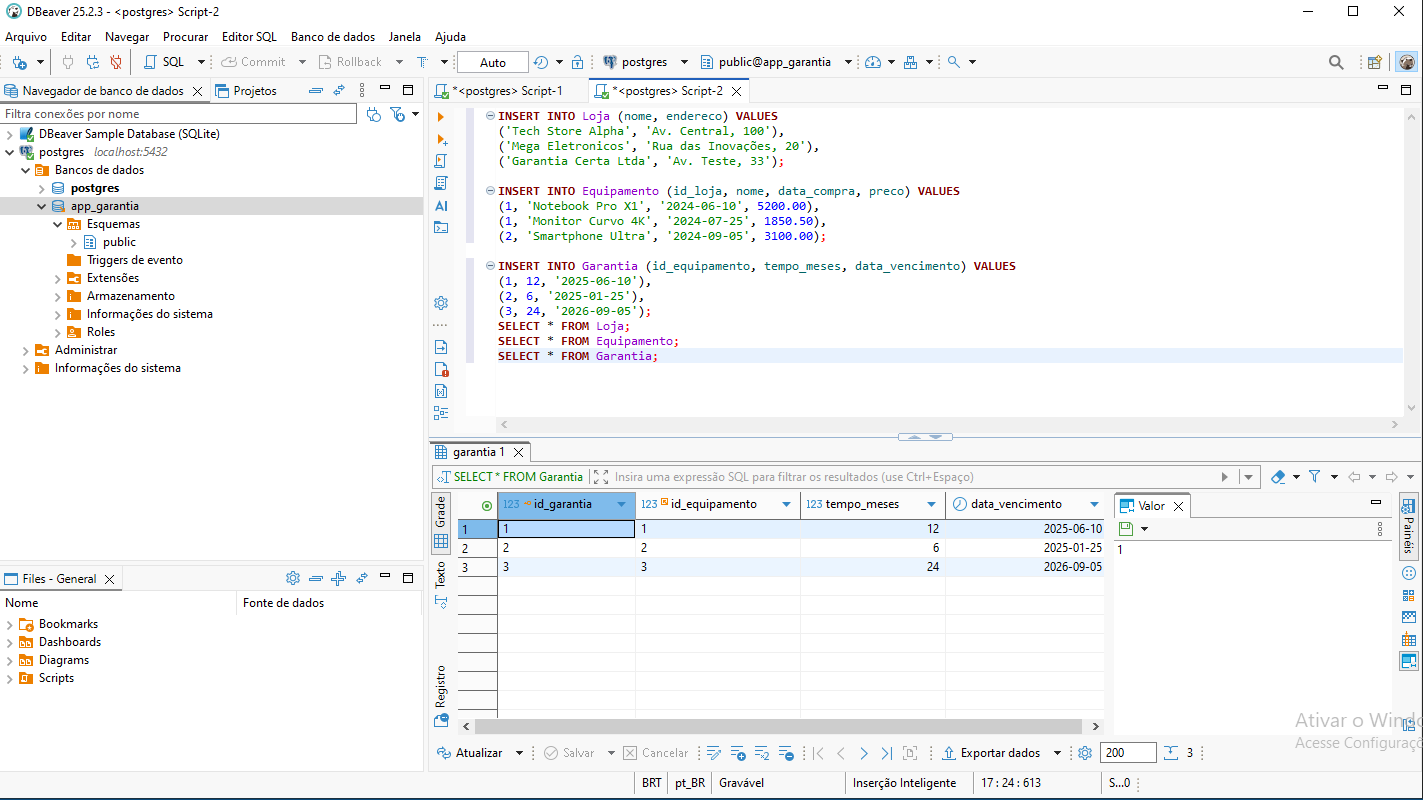 DBeaver 25.2.3 - <postgres> Script-2
Arquivo Editar Navegar Procurar Editor SQL Banco de dados Janela Ajuda
SQL Commit Rollback T Auto postgres public@app_garantia
Navegador de banco de dados Projetos
Filtra conexões por nome
DBeaver Sample Database (SQLite)
postgres localhost:5432
Bancos de dados
postgres
app_garantia
Esquemas
public
Triggers de evento
Extensões
Armazenamento
Informações do sistema
Roles
Administrar
Informações do sistema
Files - General
Nome Fonte de dados
Bookmarks
Dashboards
Diagrams
Scripts
*<postgres> Script-1 *<postgres> Script-2
AI
INSERT INTO Loja (nome, endereco) VALUES
('Tech Store Alpha', 'Av. Central, 100'),
('Mega Eletronicos', 'Rua das Inovações, 20'),
('Garantia Certa Ltda', 'Av. Teste, 33');
INSERT INTO Equipamento (id_loja, nome, data_compra, preco) VALUES
(1, 'Notebook Pro X1', '2024-06-10', 5200.00),
(1, 'Monitor Curvo 4K', '2024-07-25', 1850.50),
(2, 'Smartphone Ultra', '2024-09-05', 3100.00);
INSERT INTO Garantia (id_equipamento, tempo_meses, data_vencimento) VALUES
(1, 12, '2025-06-10'),
(2, 6, '2025-01-25'),
(3, 24, '2026-09-05');
SELECT * FROM Loja;
SELECT * FROM Equipamento;
SELECT * FROM Garantia;
garantia 1
SELECT * FROM Garantia Insira uma expressão SQL para filtrar os resultados (use Ctrl+Espaço)
Grade
Texto
Registro
123 id_garantia 123 id_equipamento 123 tempo_meses data_vencimento
1 1 1 12 2025-06-10
2 2 2 6 2025-01-25
3 3 3 24 2026-09-05
Valor
1
Painéis
Ativar o Windo
Acesse Configuraçõ
Atualizar Salvar Cancelar Exportar dados 200 3
BRT pt_BR Gravável Inserção Inteligente 17 : 24 : 613 S...0